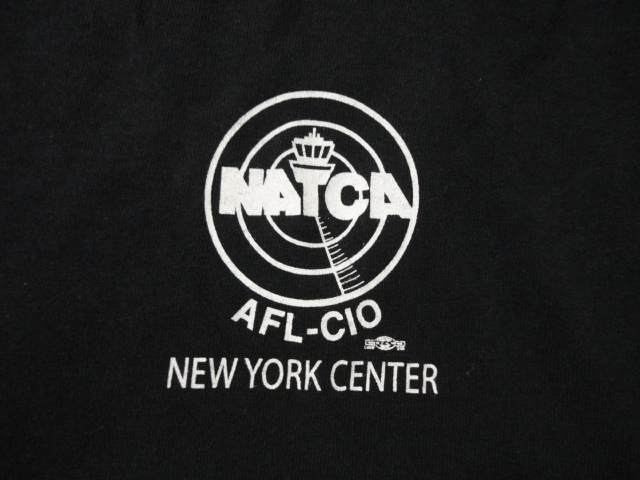 NATCA
AFL-CIO
NEW YORK CENTER